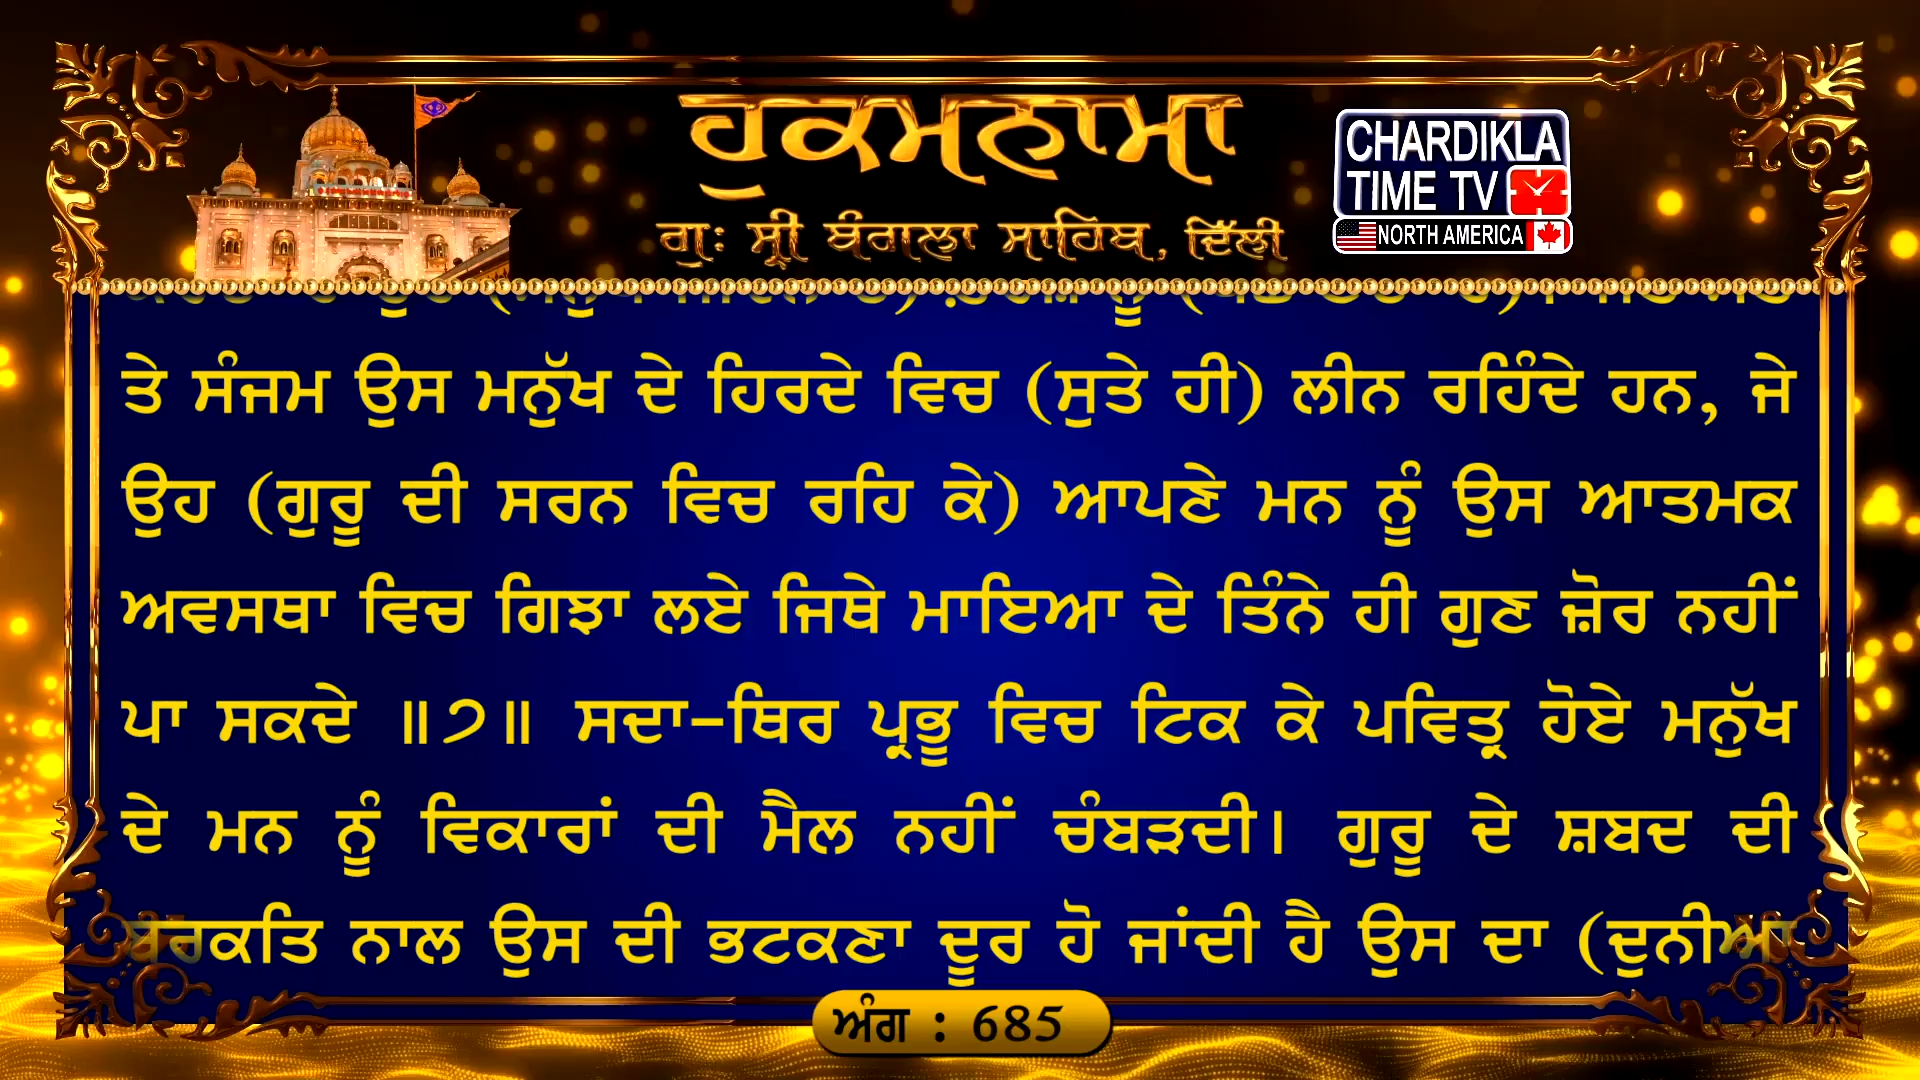 ਹੁਕਮਨਾਮਾ
ਗੁਃ ਸ੍ਰੀ ਬੰਗਲਾ ਸਾਹਿਬ, ਦਿੱਲੀ
CHARDIKLA
TIME TV
NORTH AMERICA
ਤੇ ਸੰਜਮ ਉਸ ਮਨੁੱਖ ਦੇ ਹਿਰਦੇ ਵਿਚ (ਸੁਤੇ ਹੀ) ਲੀਨ ਰਹਿੰਦੇ ਹਨ, ਜੇ
ਉਹ (ਗੁਰੂ ਦੀ ਸਰਨ ਵਿਚ ਰਹਿ ਕੇ) ਆਪਣੇ ਮਨ ਨੂੰ ਉਸ ਆਤਮਕ
ਅਵਸਥਾ ਵਿਚ ਗਿਝਾ ਲਏ ਜਿਥੇ ਮਾਇਆ ਦੇ ਤਿੰਨੇ ਹੀ ਗੁਣ ਜ਼ੋਰ ਨਹੀਂ
ਪਾ ਸਕਦੇ ॥੭॥ ਸਦਾ-ਥਿਰ ਪ੍ਰਭੂ ਵਿਚ ਟਿਕ ਕੇ ਪਵਿਤ੍ਰ ਹੋਏ ਮਨੁੱਖ
ਦੇ ਮਨ ਨੂੰ ਵਿਕਾਰਾਂ ਦੀ ਮੈਲ ਨਹੀਂ ਚੰਬੜਦੀ। ਗੁਰੂ ਦੇ ਸ਼ਬਦ ਦੀ
ਬਰਕਤਿ ਨਾਲ ਉਸ ਦੀ ਭਟਕਣਾ ਦੂਰ ਹੋ ਜਾਂਦੀ ਹੈ ਉਸ ਦਾ (ਦੁਨੀਆ
ਅੰਗ : 685